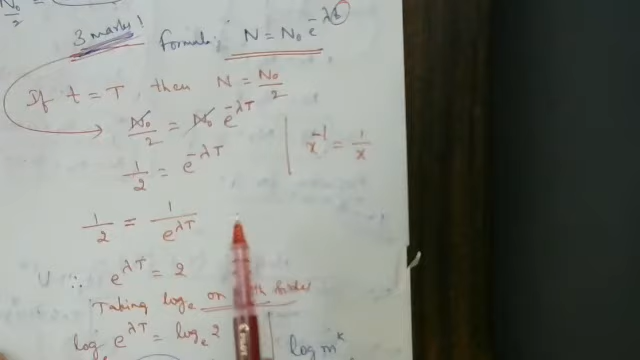 N₀/2 =
3 marks! formula: N = N₀ e^-λt
If t = T, then N = N₀/2
N₀/2 = N₀ e^-λT
1/2 = e^-λT
x^-1 = 1/x
1/2 = 1/e^λT
∴ e^λT = 2
Taking logₑ on both sides
logₑ e^λT = logₑ 2
log m^k